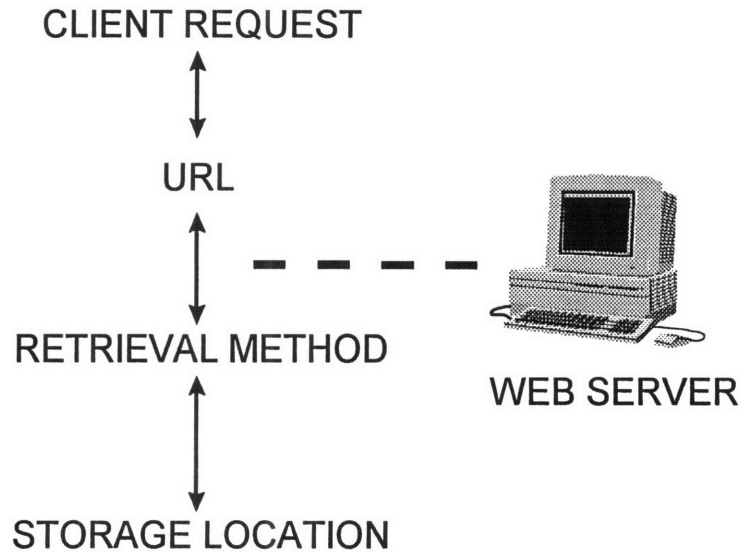 CLIENT REQUEST
URL
RETRIEVAL METHOD
WEB SERVER
STORAGE LOCATION